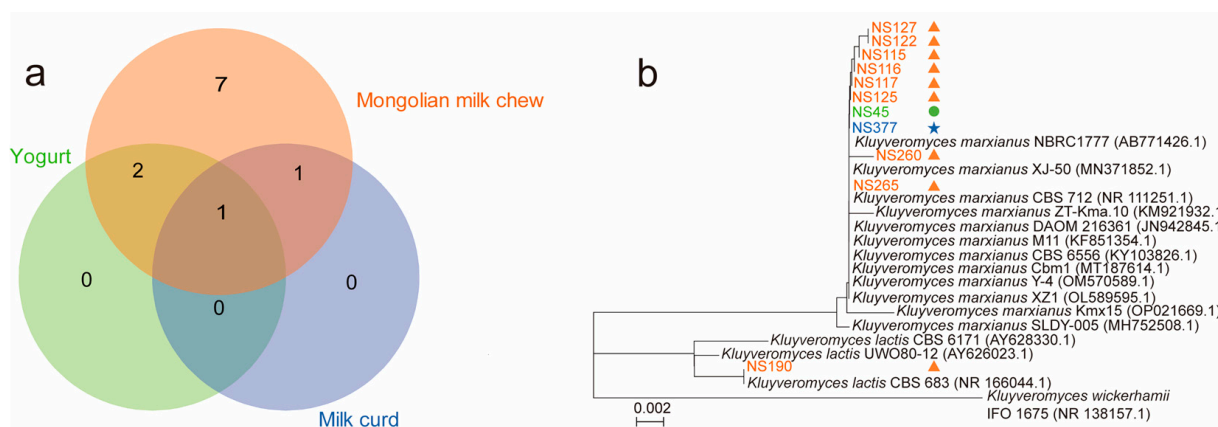 a
7
Mongolian milk chew
Yogurt
2
1
1
0
0
0
Milk curd
b
NS127
NS122
NS115
NS116
NS117
NS125
NS45
NS377
Kluyveromyces marxianus NBRC1777 (AB771426.1)
NS260
Kluyveromyces marxianus XJ-50 (MN371852.1)
NS265
Kluyveromyces marxianus CBS 712 (NR 111251.1)
Kluyveromyces marxianus ZT-Kma.10 (KM921932.1
Kluyveromyces marxianus DAOM 216361 (JN942845.1
Kluyveromyces marxianus M11 (KF851354.1)
Kluyveromyces marxianus CBS 6556 (KY103826.1)
Kluyveromyces marxianus Cbm1 (MT187614.1)
Kluyveromyces marxianus Y-4 (OM570589.1)
Kluyveromyces marxianus XZ1 (OL589595.1)
Kluyveromyces marxianus Kmx15 (OP021669.1)
Kluyveromyces marxianus SLDY-005 (MH752508.1)
Kluyveromyces lactis CBS 6171 (AY628330.1)
Kluyveromyces lactis UWO80-12 (AY626023.1)
NS190
Kluyveromyces lactis CBS 683 (NR 166044.1)
Kluyveromyces wickerhamii
IFO 1675 (NR 138157.1)
0.002